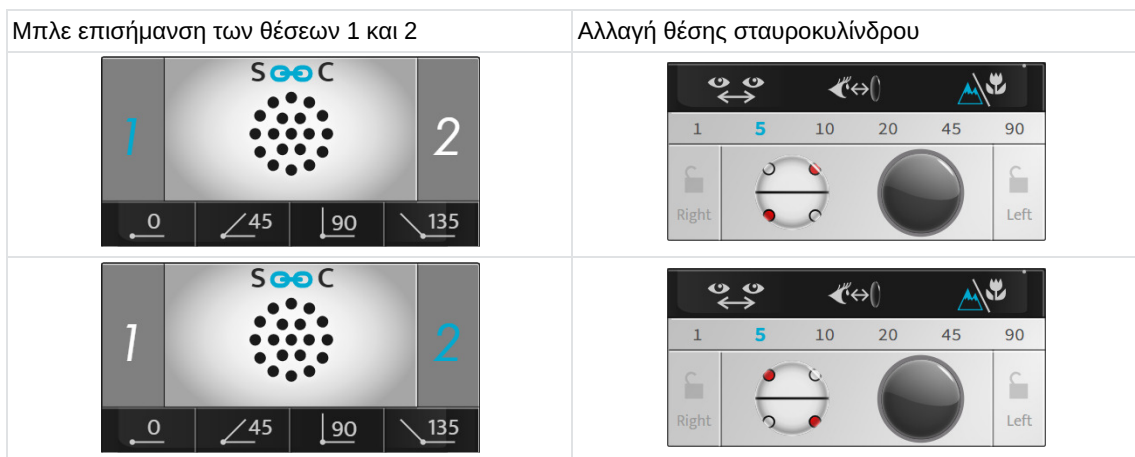 Μπλε επισήμανση των θέσεων 1 και 2
Αλλαγή θέσης σταυροκυλίνδρου
S C
1 2
0 45 90 135
1 5 10 20 45 90
Right Left
S C
1 2
0 45 90 135
1 5 10 20 45 90
Right Left